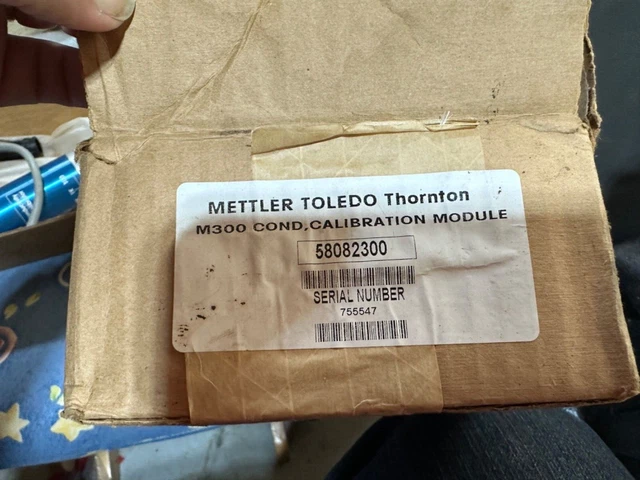 METTLER TOLEDO Thornton
M300 COND,CALIBRATION MODULE
58082300
SERIAL NUMBER
755547